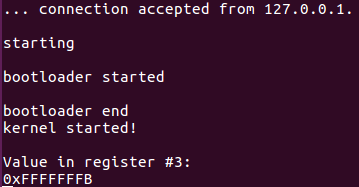 ... connection accepted from 127.0.0.1.
starting
bootloader started
bootloader end
kernel started!
Value in register #3:
0xFFFFFFFB